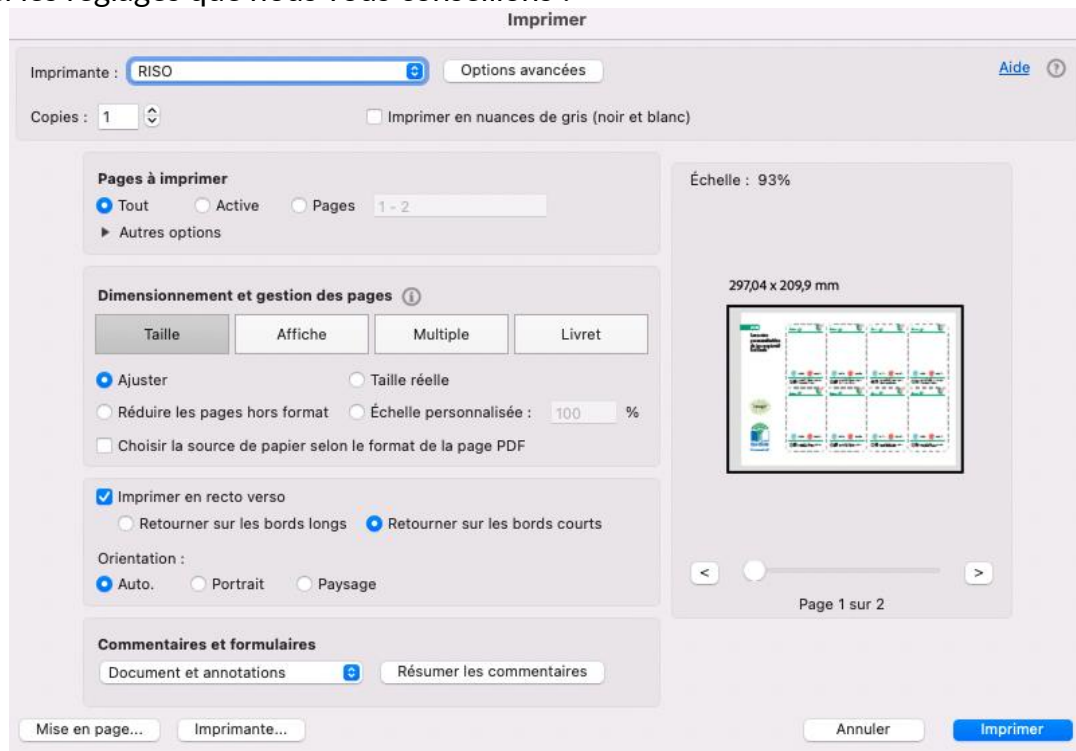 les réglages que nous vous conseillons :
Imprimer
Imprimante : RISO Options avancées Aide ?
Copies : 1 Imprimer en nuances de gris (noir et blanc)
Pages à imprimer
Tout Active Pages 1 - 2
Autres options
Échelle : 93%
Dimensionnement et gestion des pages
297,04 x 209,9 mm
Taille Affiche Multiple Livret
Ajuster Taille réelle
Réduire les pages hors format Échelle personnalisée : 100 %
Choisir la source de papier selon le format de la page PDF
Imprimer en recto verso
Retourner sur les bords longs Retourner sur les bords courts
Orientation :
Auto. Portrait Paysage
< >
Page 1 sur 2
Commentaires et formulaires
Document et annotations Résumer les commentaires
Mise en page... Imprimante... Annuler Imprimer